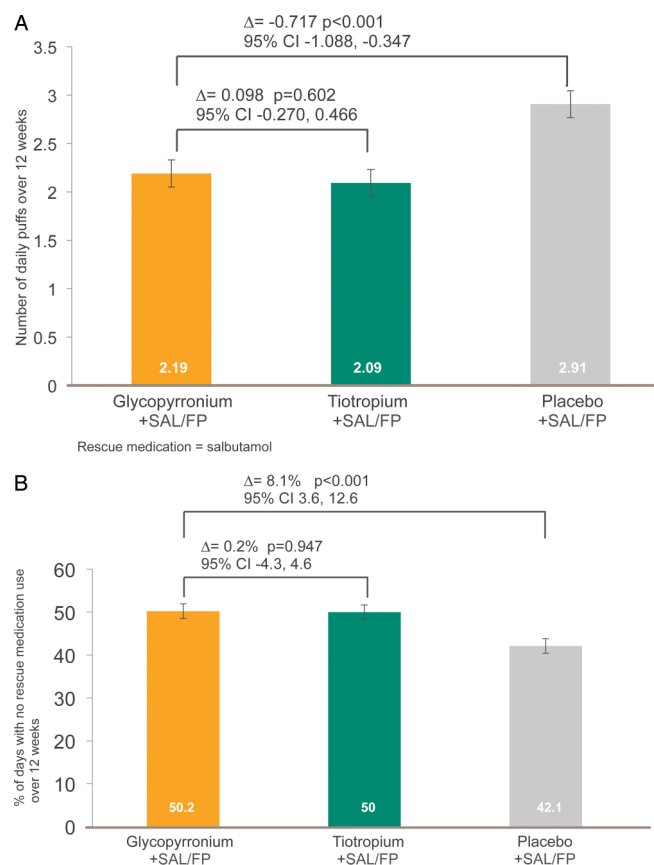 A
Δ= -0.717 p<0.001
95% CI -1.088, -0.347
Δ= 0.098 p=0.602
95% CI -0.270, 0.466
Number of daily puffs over 12 weeks
3.5
3
2.5
2
1.5
1
0.5
0
2.19
2.09
2.91
Glycopyrronium
+SAL/FP
Tiotropium
+SAL/FP
Placebo
+SAL/FP
Rescue medication = salbutamol
B
Δ= 8.1% p<0.001
95% CI 3.6, 12.6
Δ= 0.2% p=0.947
95% CI -4.3, 4.6
% of days with no rescue medication use
over 12 weeks
60
50
40
30
20
10
0
50.2
50
42.1
Glycopyrronium
+SAL/FP
Tiotropium
+SAL/FP
Placebo
+SAL/FP